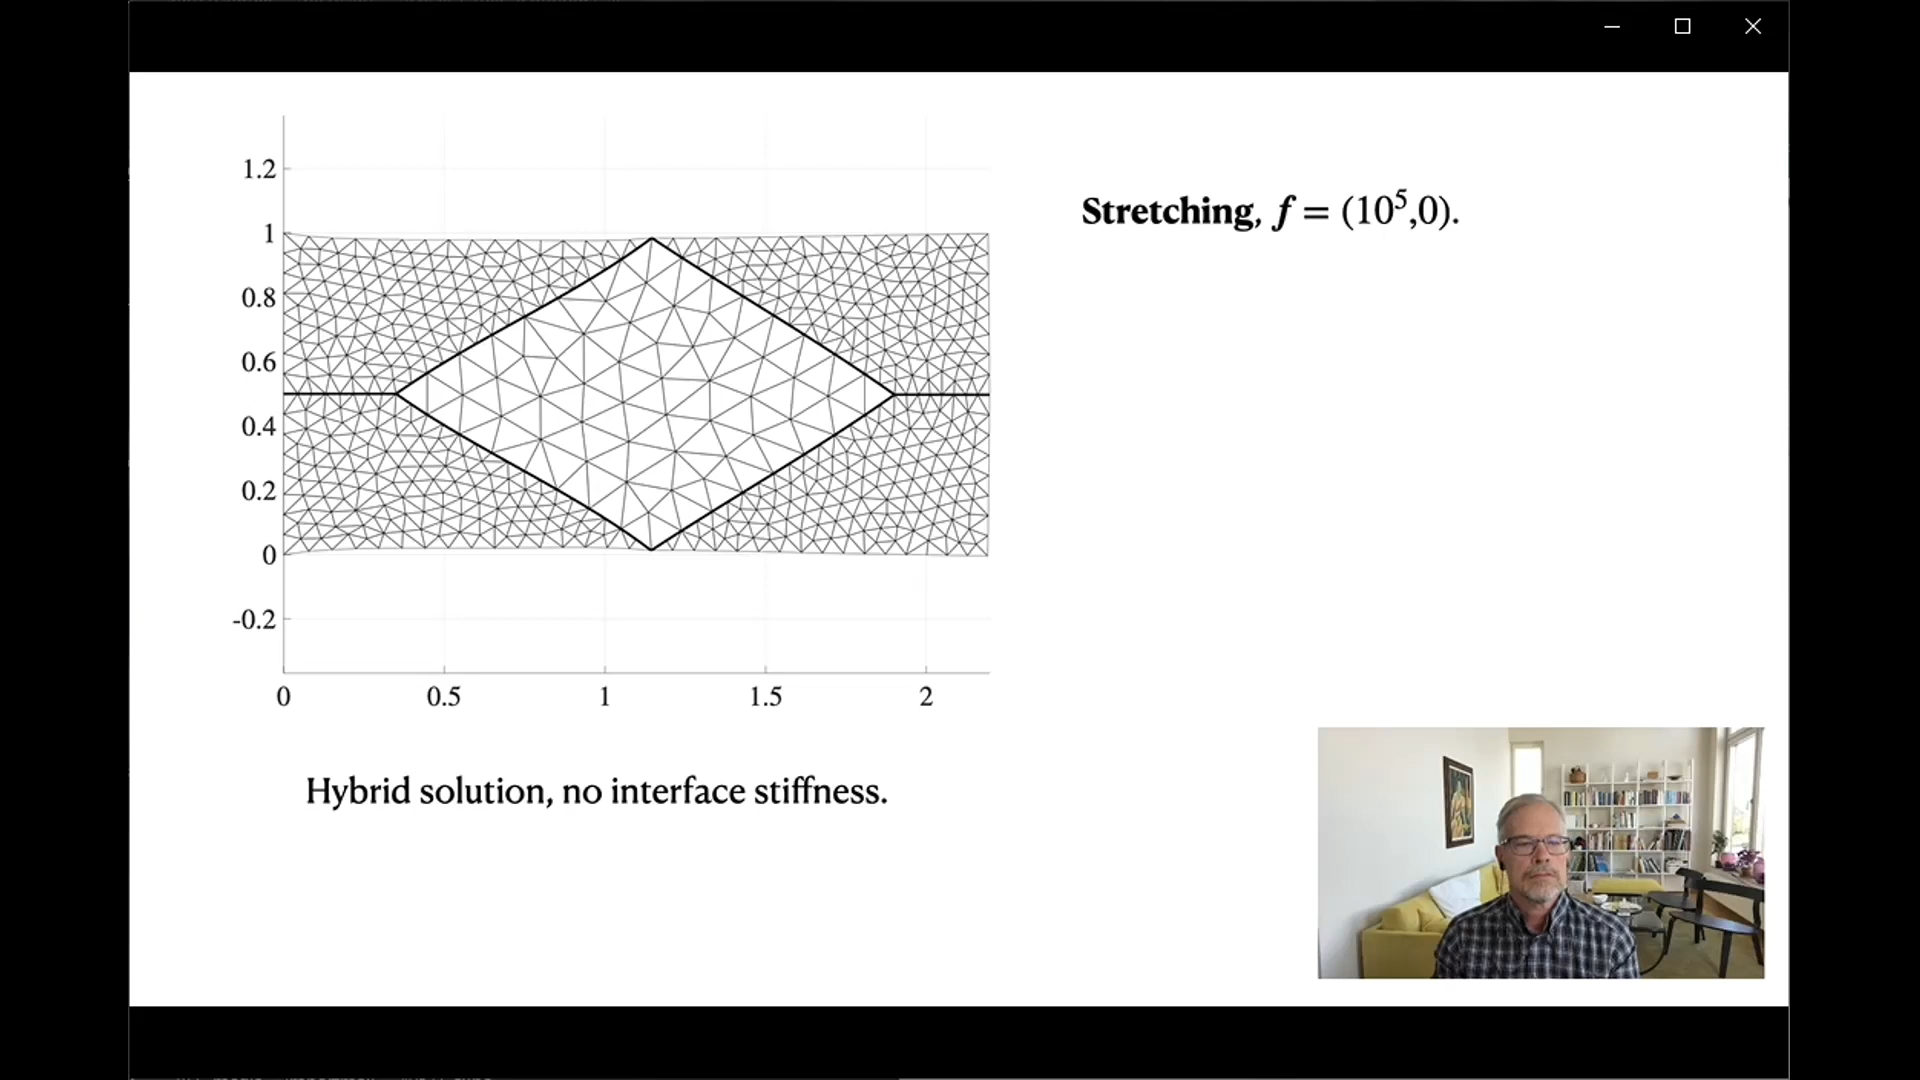 1.2
1
0.8
0.6
0.4
0.2
0
-0.2
0 0.5 1 1.5 2
Stretching, f = (10⁵,0).
Hybrid solution, no interface stiffness.